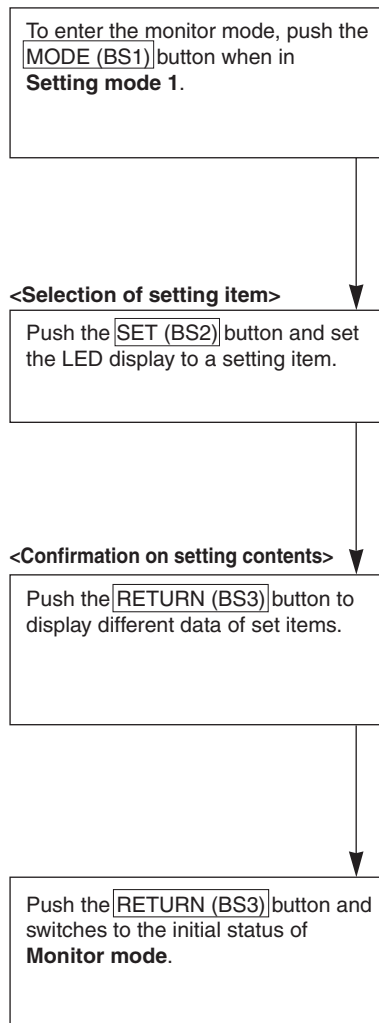 To enter the monitor mode, push the
MODE (BS1) button when in
Setting mode 1.
<Selection of setting item>
Push the SET (BS2) button and set
the LED display to a setting item.
<Confirmation on setting contents>
Push the RETURN (BS3) button to
display different data of set items.
Push the RETURN (BS3) button and
switches to the initial status of
Monitor mode.